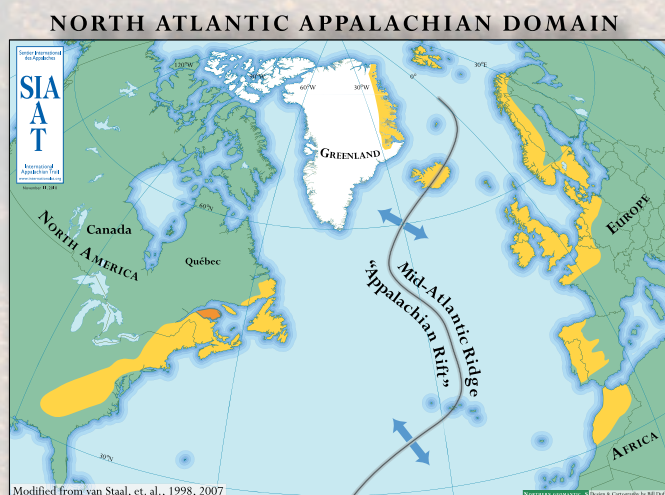 NORTH ATLANTIC APPALACHIAN DOMAIN
Sentier International
des Appalaches
SIA
A
T
International
Appalachian Trail
120°W
60°W
30°W
0°
30°E
GREENLAND
60°N
Canada
NORTH AMERICA
Québec
EUROPE
Mid-Atlantic Ridge
"Appalachian
Rift"
AFRICA
30°N
Modified from van Staal, et. al., 1998, 2007